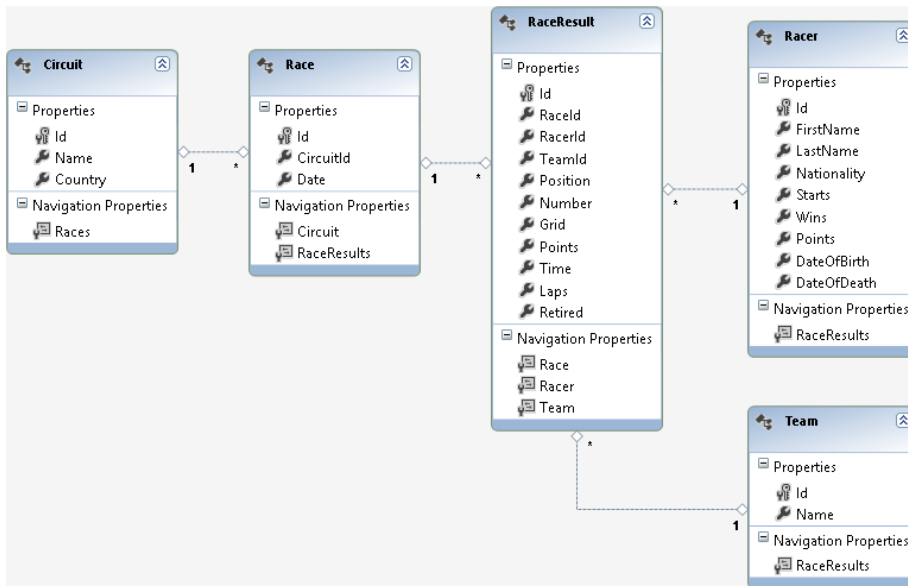 Circuit
Properties
Id
Name
Country
Navigation Properties
Races
1
*
Race
Properties
Id
CircuitId
Date
Navigation Properties
Circuit
RaceResults
1
*
RaceResult
Properties
Id
RaceId
RacerId
TeamId
Position
Number
Grid
Points
Time
Laps
Retired
Navigation Properties
Race
Racer
Team
*
1
Racer
Properties
Id
FirstName
LastName
Nationality
Starts
Wins
Points
DateOfBirth
DateOfDeath
Navigation Properties
RaceResults
*
1
Team
Properties
Id
Name
Navigation Properties
RaceResults